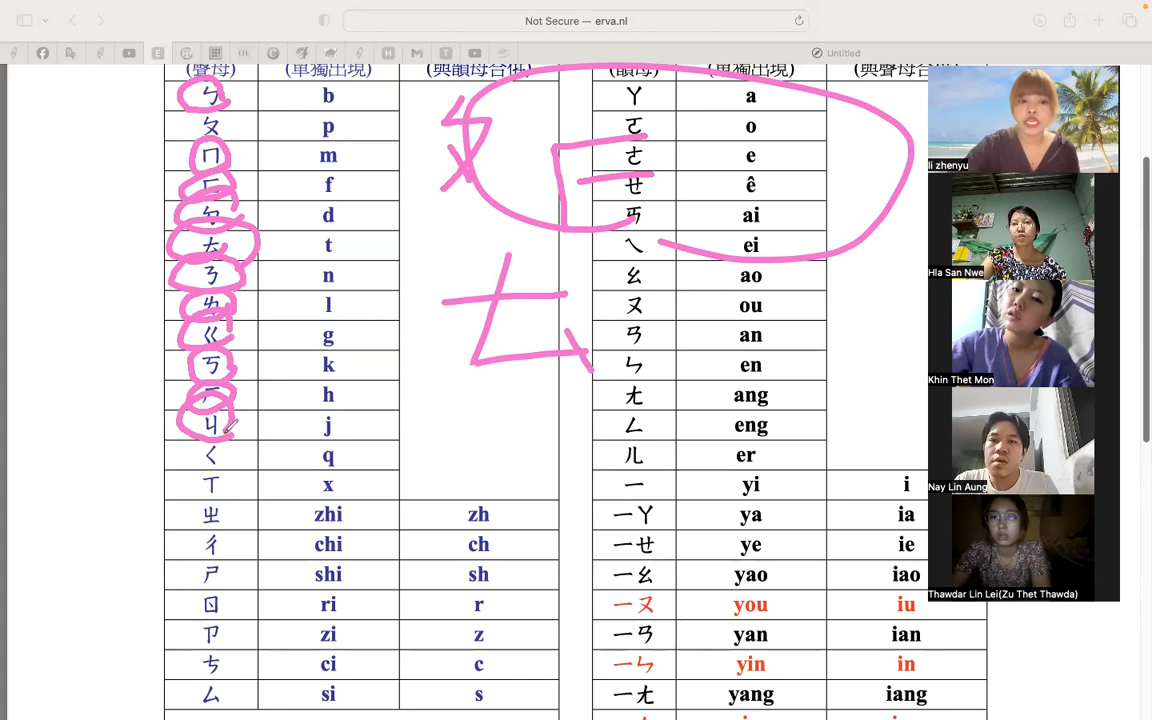 Not Secure — erva.nl
Untitled
(聲母) (單獨出現) (與韻母合併) (韻母) (單獨出現) (與聲母合併)
ㄅ b ㄚ a
ㄆ p ㄛ o
ㄇ m ㄜ e
ㄈ f ㄝ ê
ㄉ d ㄞ ai
ㄊ t ㄟ ei
ㄋ n ㄠ ao
ㄌ l ㄡ ou
ㄍ g ㄢ an
ㄎ k ㄣ en
ㄏ h ㄤ ang
ㄐ j ㄥ eng
ㄑ q ㄦ er
ㄒ x ㄧ yi i
ㄓ zhi zh ㄧㄚ ya ia
ㄔ chi ch ㄧㄝ ye ie
ㄕ shi sh ㄧㄠ yao iao
ㄖ ri r ㄧㄡ you iu
ㄗ zi z ㄧㄢ yan ian
ㄘ ci c ㄧㄣ yin in
ㄙ si s ㄧㄤ yang iang
li zhenyu
Hla San Nwe
Khin Thet Mon
Nay Lin Aung
Thawdar Lin Lei(Zu Thet Thawda)